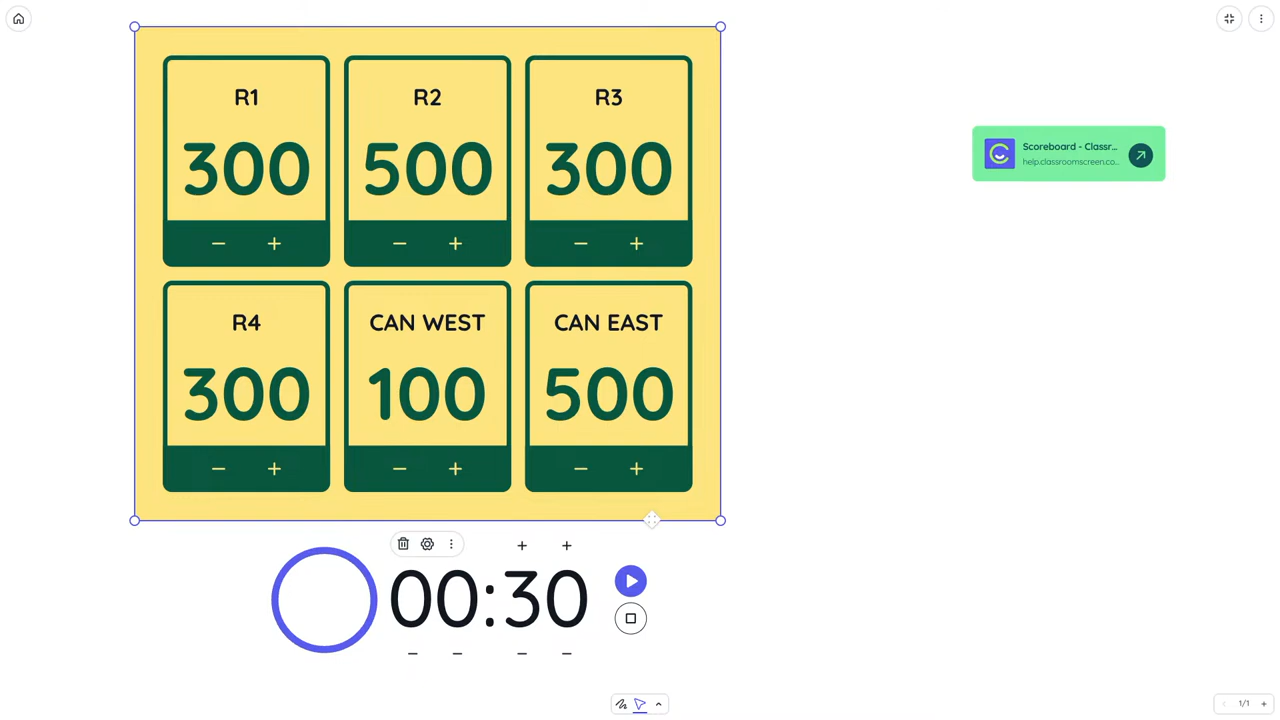 R1
300
− +
R2
500
− +
R3
300
− +
R4
300
− +
CAN WEST
100
− +
CAN EAST
500
− +
Scoreboard - Classr...
help.classroomscreen.co...
+ +
00:30
− − − −
1/1 +